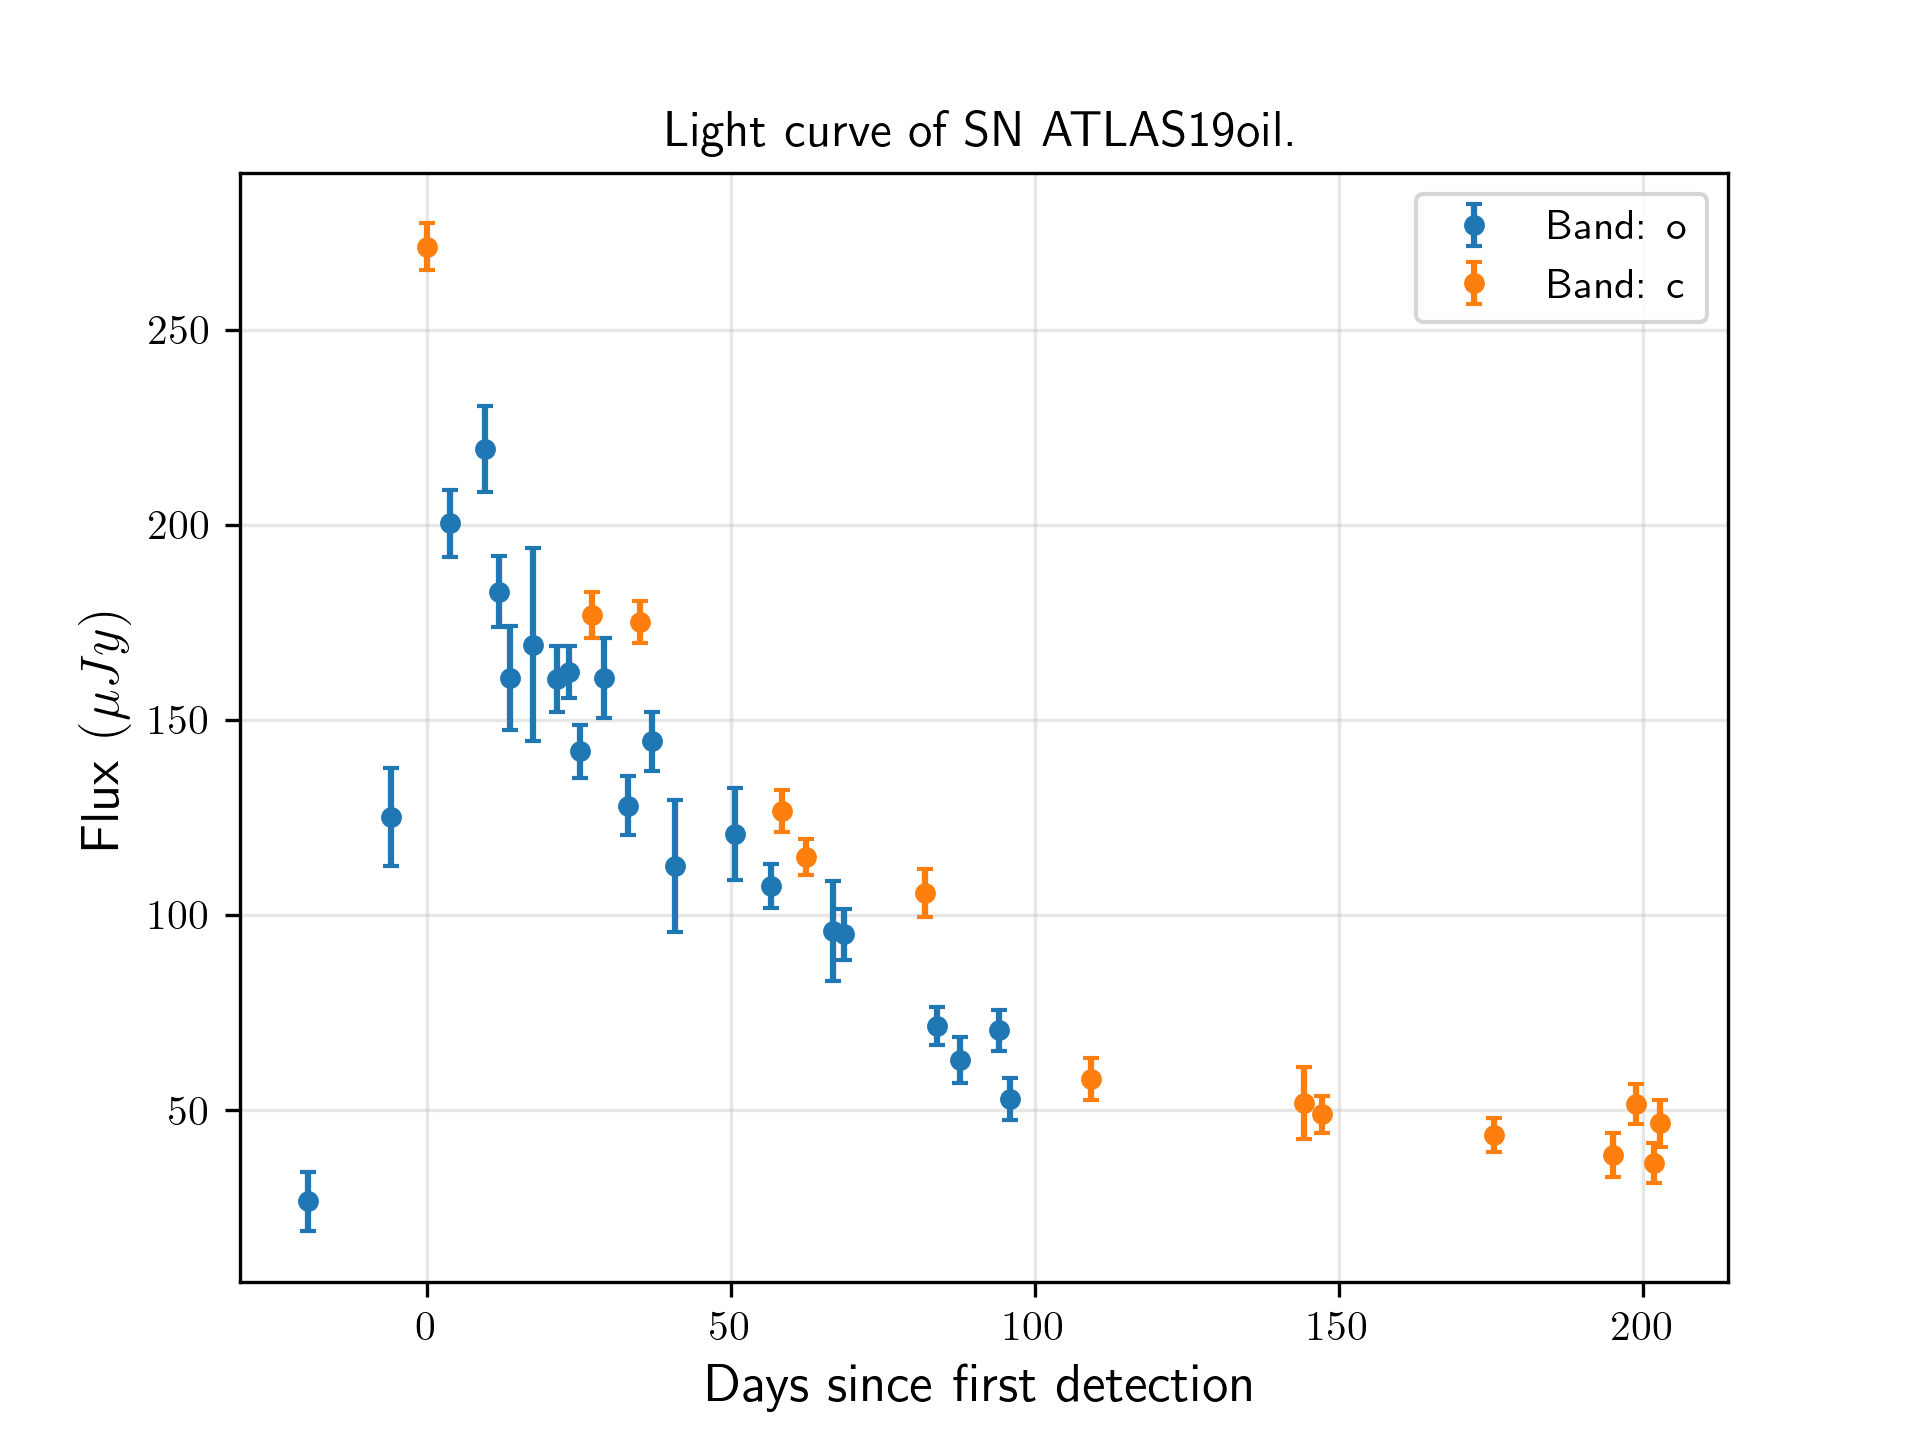 Light curve of SN ATLAS19oil.
Band: o
Band: c
250
200
150
100
50
Flux (μJy)
0 50 100 150 200
Days since first detection